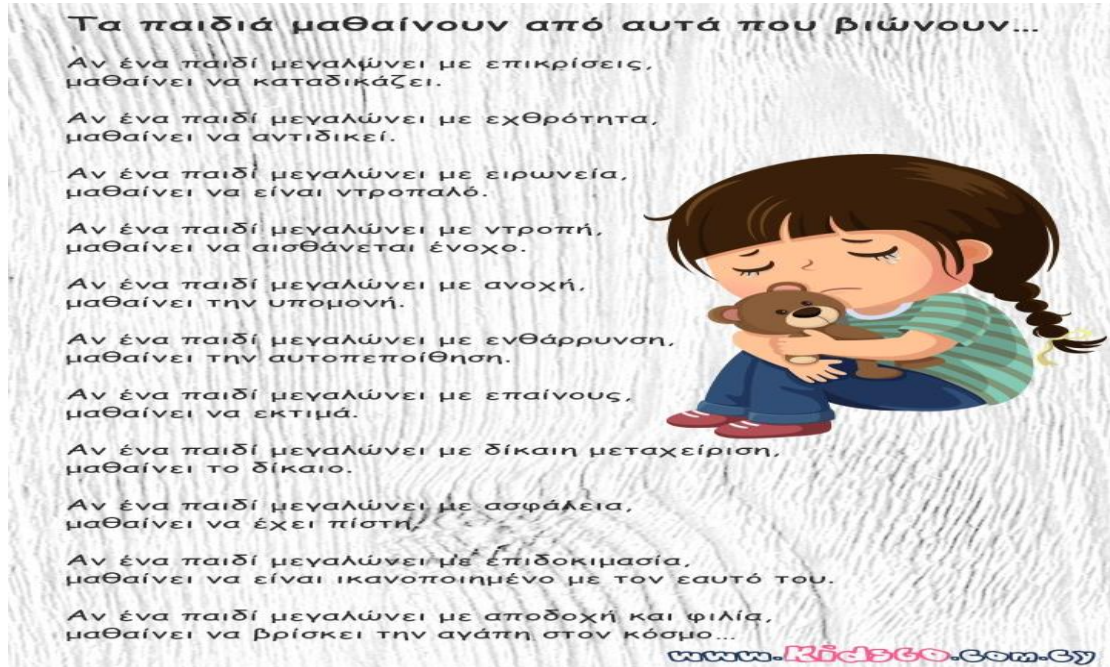 Τα παιδιά μαθαίνουν από αυτά που βιώνουν...
Αν ένα παιδί μεγαλώνει με επικρίσεις,
μαθαίνει να καταδικάζει.
Αν ένα παιδί μεγαλώνει με εχθρότητα,
μαθαίνει να αντιδικεί.
Αν ένα παιδί μεγαλώνει με ειρωνεία,
μαθαίνει να είναι ντροπαλό.
Αν ένα παιδί μεγαλώνει με ντροπή,
μαθαίνει να αισθάνεται ένοχο.
Αν ένα παιδί μεγαλώνει με ανοχή,
μαθαίνει την υπομονή.
Αν ένα παιδί μεγαλώνει με ενθάρρυνση,
μαθαίνει την αυτοπεποίθηση.
Αν ένα παιδί μεγαλώνει με επαίνους,
μαθαίνει να εκτιμά.
Αν ένα παιδί μεγαλώνει με δίκαιη μεταχείριση,
μαθαίνει το δίκαιο.
Αν ένα παιδί μεγαλώνει με ασφάλεια,
μαθαίνει να έχει πίστη.
Αν ένα παιδί μεγαλώνει με επιδοκιμασία,
μαθαίνει να είναι ικανοποιημένο με τον εαυτό του.
Αν ένα παιδί μεγαλώνει με αποδοχή και φιλία,
μαθαίνει να βρίσκει την αγάπη στον κόσμο...
www.KidsGO.com.cy